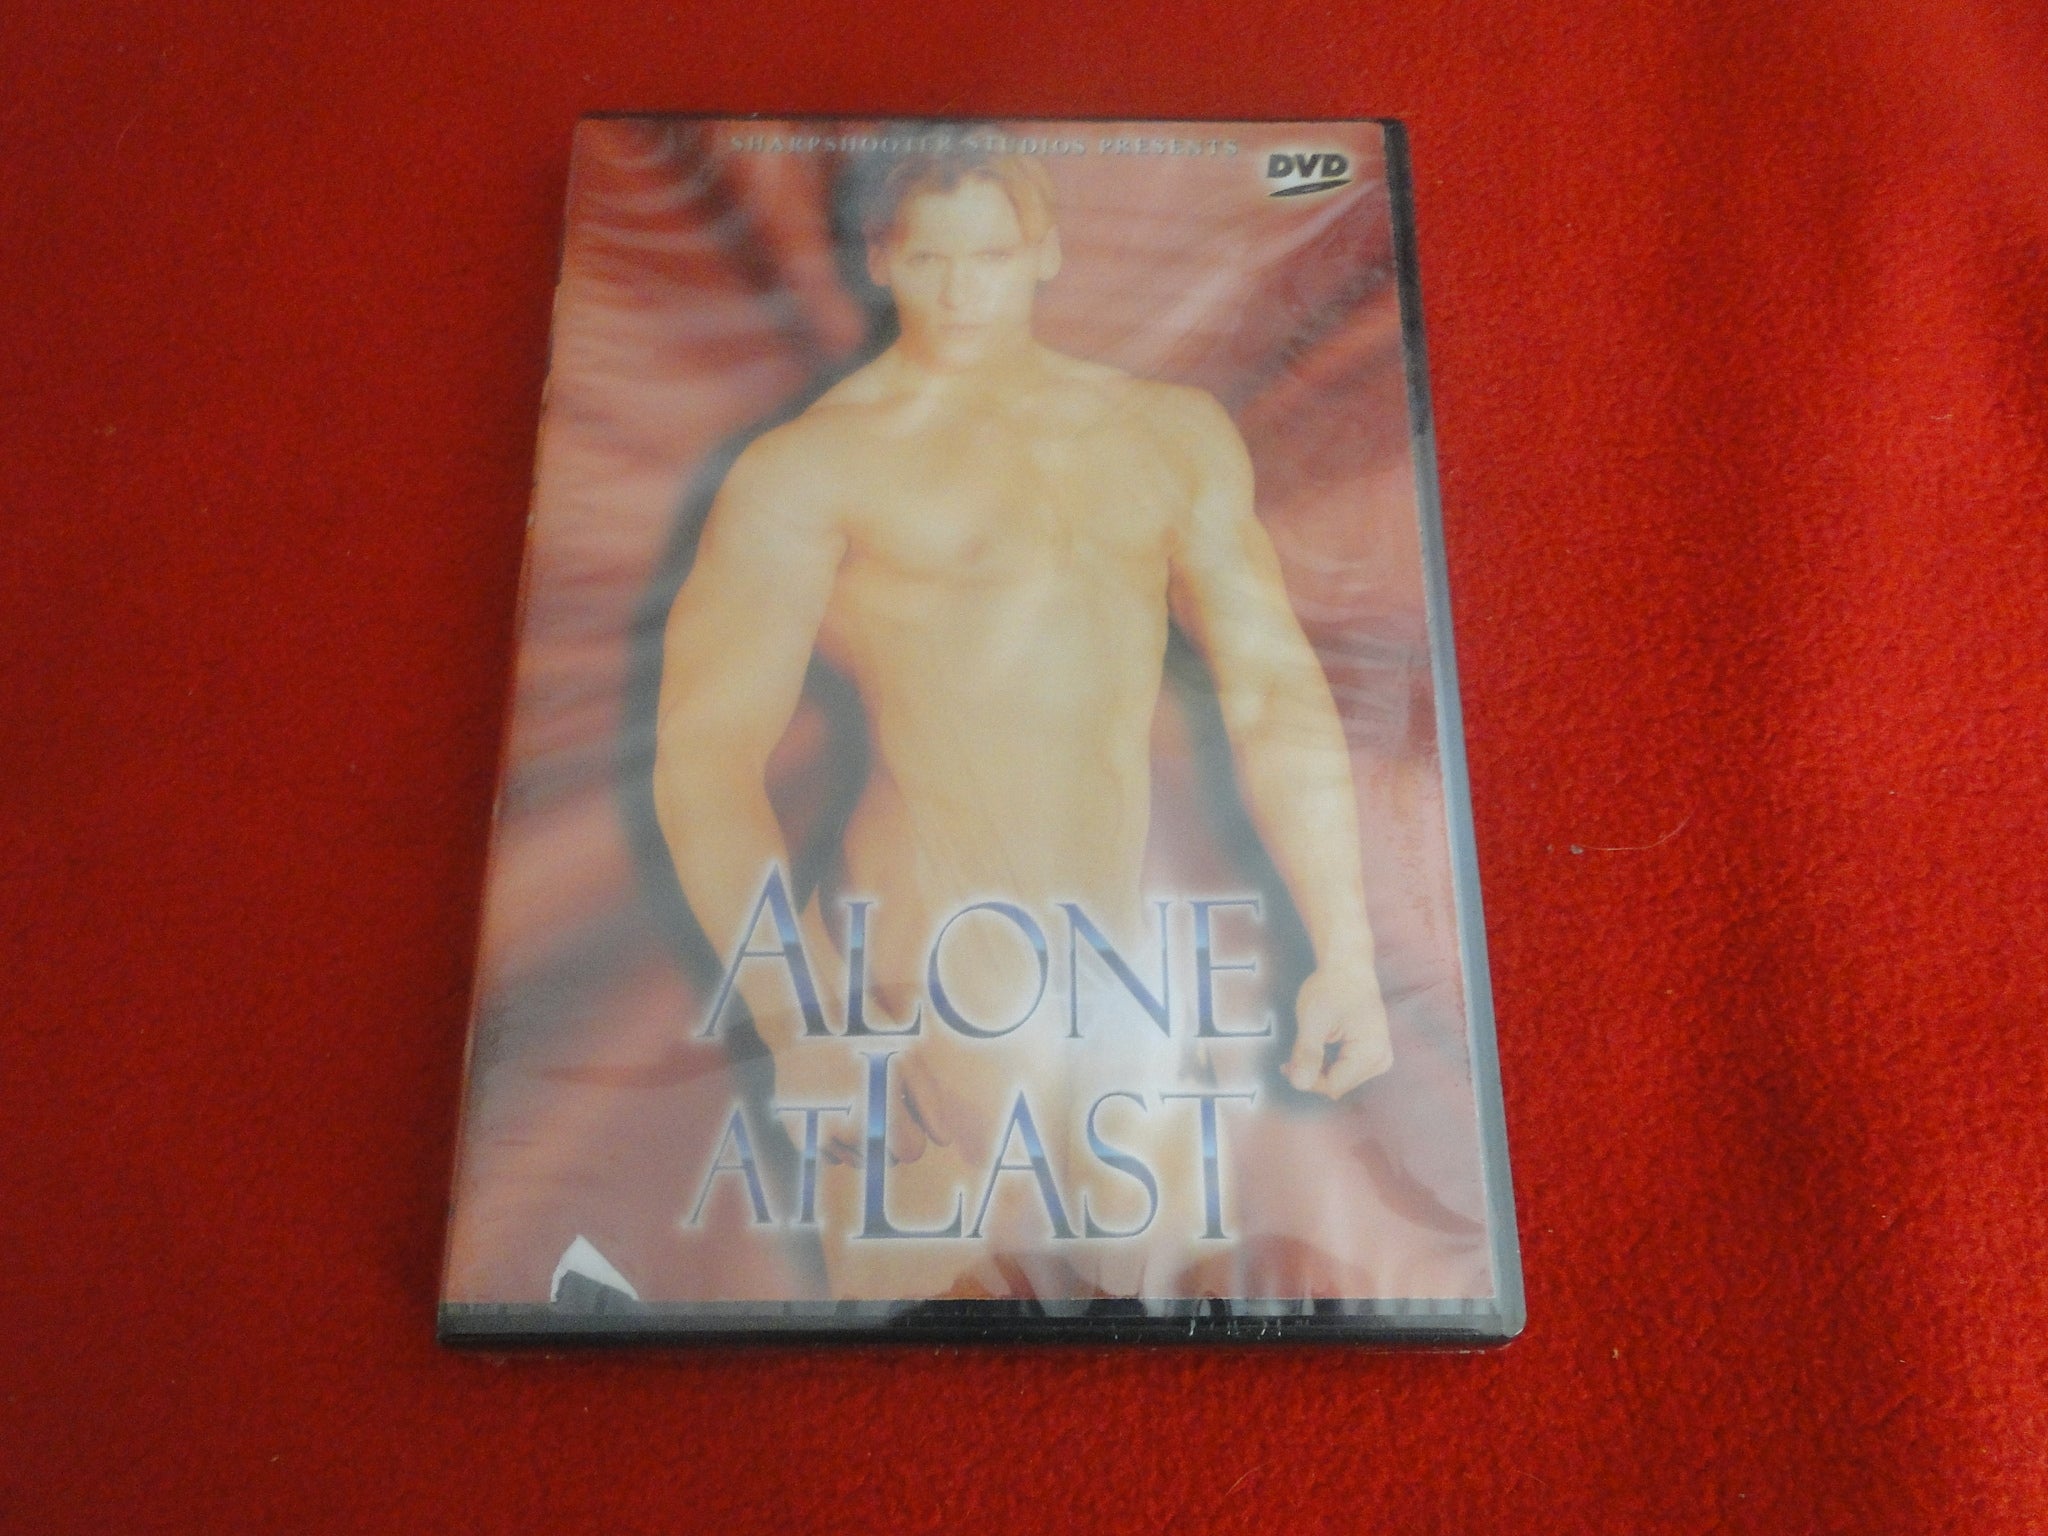 SHARPSHOOTER STUDIOS PRESENTS
DVD
ALONE
AT LAST